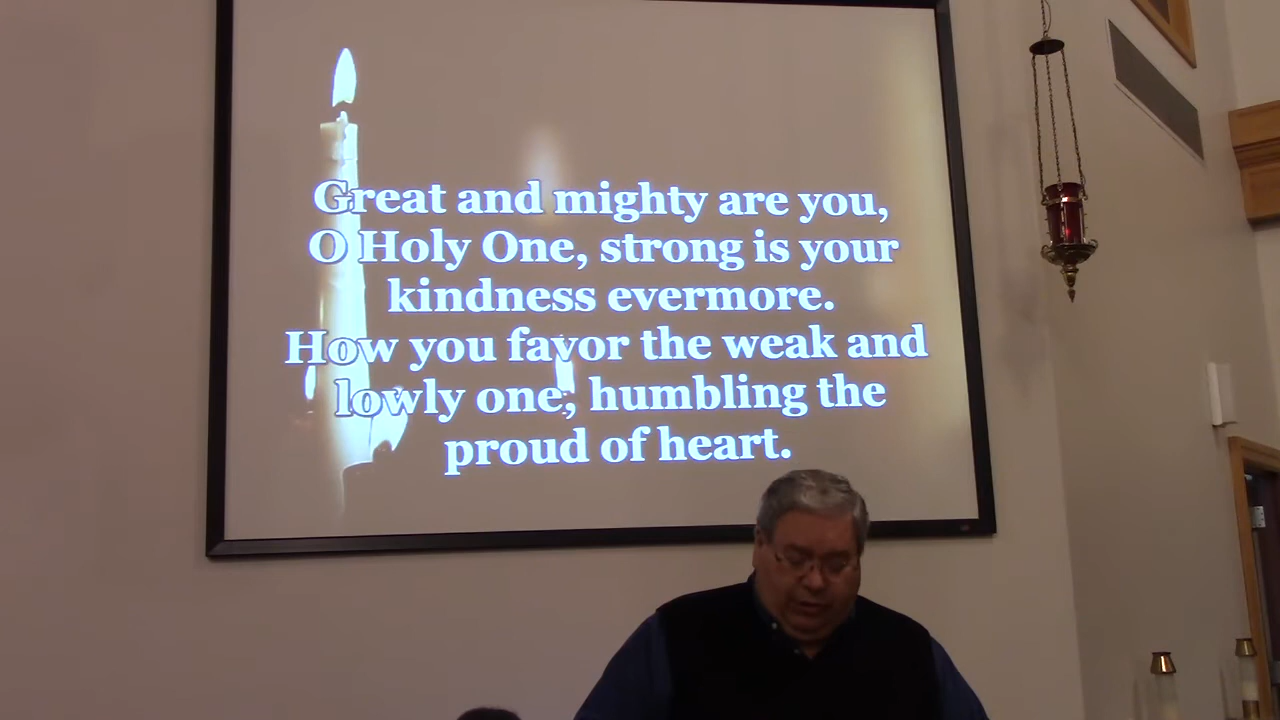 Great and mighty are you,
O Holy One, strong is your
kindness evermore.
How you favor the weak and
lowly one, humbling the
proud of heart.